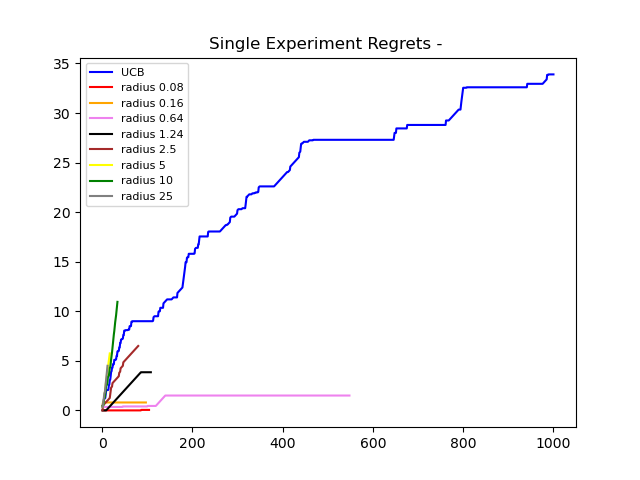 Single Experiment Regrets -
35
30
25
20
15
10
5
0
UCB
radius 0.08
radius 0.16
radius 0.64
radius 1.24
radius 2.5
radius 5
radius 10
radius 25
0 200 400 600 800 1000